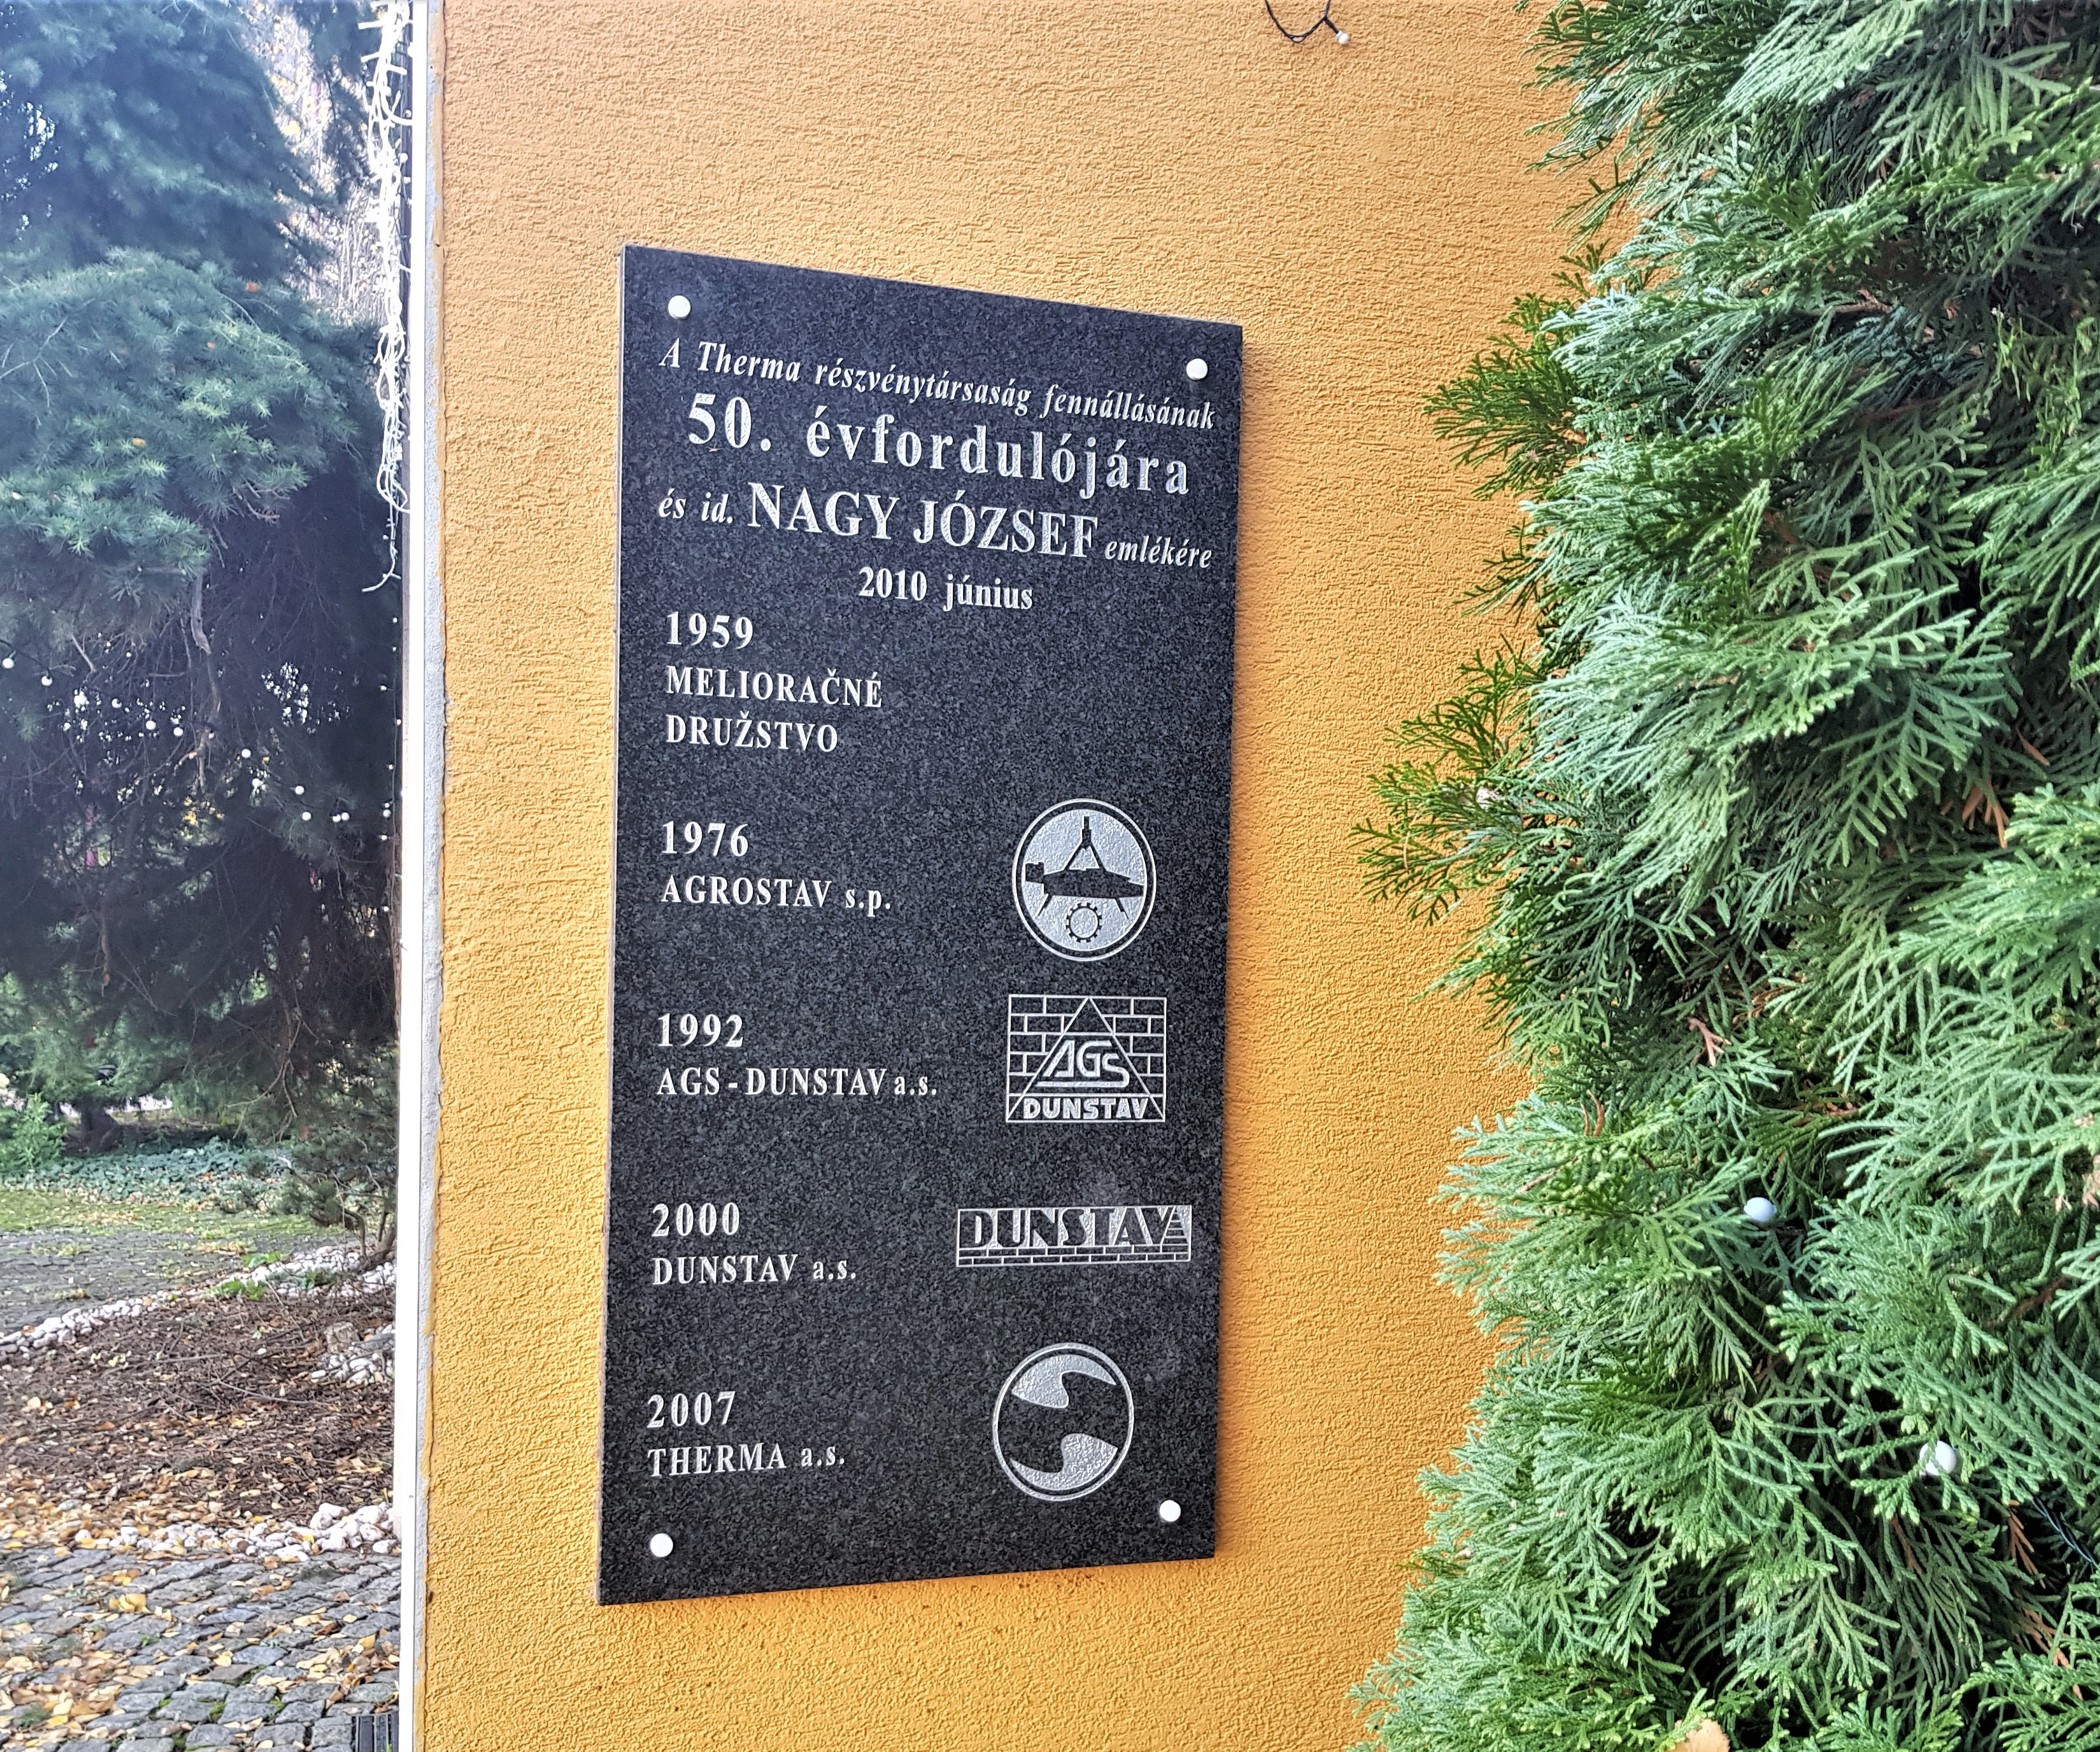 A Therma részvénytársaság fennállásának
50. évfordulójára
és id. NAGY JÓZSEF emlékére
2010 június
1959
MELIORAČNÉ
DRUŽSTVO
1976
AGROSTAV s.p.
1992
AGS - DUNSTAV a.s.
AGS
DUNSTAV
2000
DUNSTAV a.s.
DUNSTAV
2007
THERMA a.s.